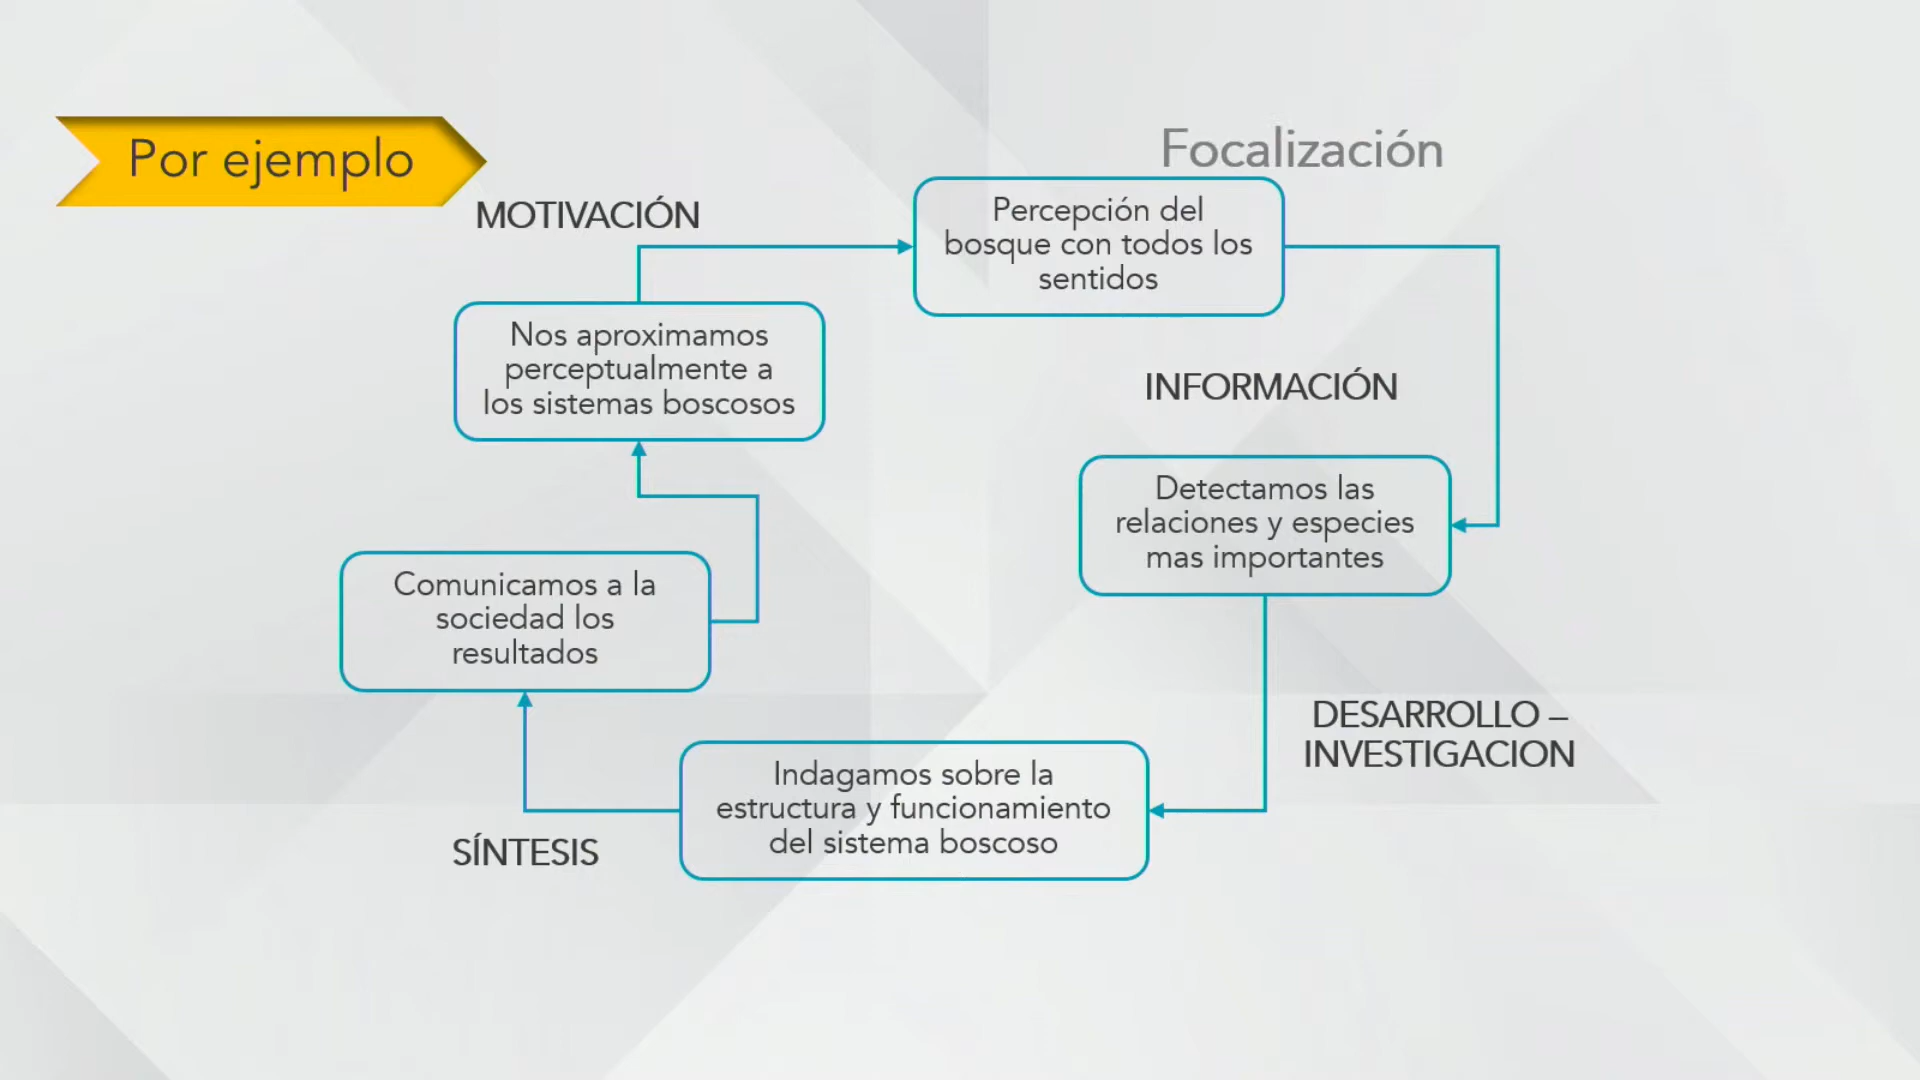 Por ejemplo
Focalización
MOTIVACIÓN
Percepción del
bosque con todos los
sentidos
Nos aproximamos
perceptualmente a
los sistemas boscosos
INFORMACIÓN
Detectamos las
relaciones y especies
mas importantes
Comunicamos a la
sociedad los
resultados
DESARROLLO –
INVESTIGACION
Indagamos sobre la
estructura y funcionamiento
del sistema boscoso
SÍNTESIS